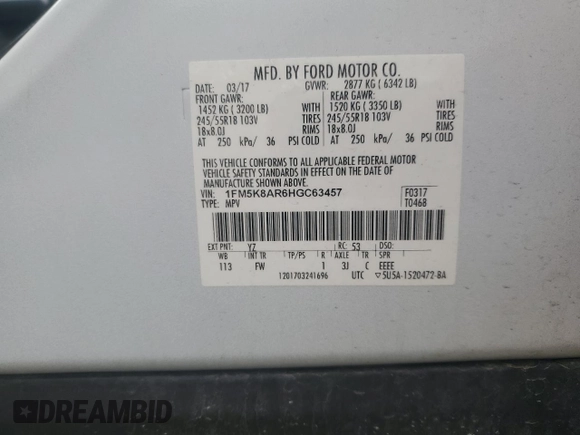 MFD. BY FORD MOTOR CO.
DATE: 03/17 GVWR: 2877 KG ( 6342 LB)
FRONT GAWR: REAR GAWR:
1452 KG ( 3200 LB) WITH 1520 KG ( 3350 LB) WITH
245/55R18 103V TIRES 245/55R18 103V TIRES
18x8.0J RIMS 18x8.0J RIMS
AT 250 kPa/ 36 PSI COLD AT 250 kPa/ 36 PSI COLD
THIS VEHICLE CONFORMS TO ALL APPLICABLE FEDERAL MOTOR
VEHICLE SAFETY STANDARDS IN EFFECT ON THE DATE OF
MANUFACTURE SHOWN ABOVE.
VIN: 1FM5K8AR6HGC63457 F0317
TYPE: MPV T0468
EXT PNT: YZ RC: 53 DSO:
WB INT TR TP/PS R AXLE TR SPR
113 FW 1 3J C EEEE
1201703241696 UTC ▽5U5A-1520472-BA
DREAMBID